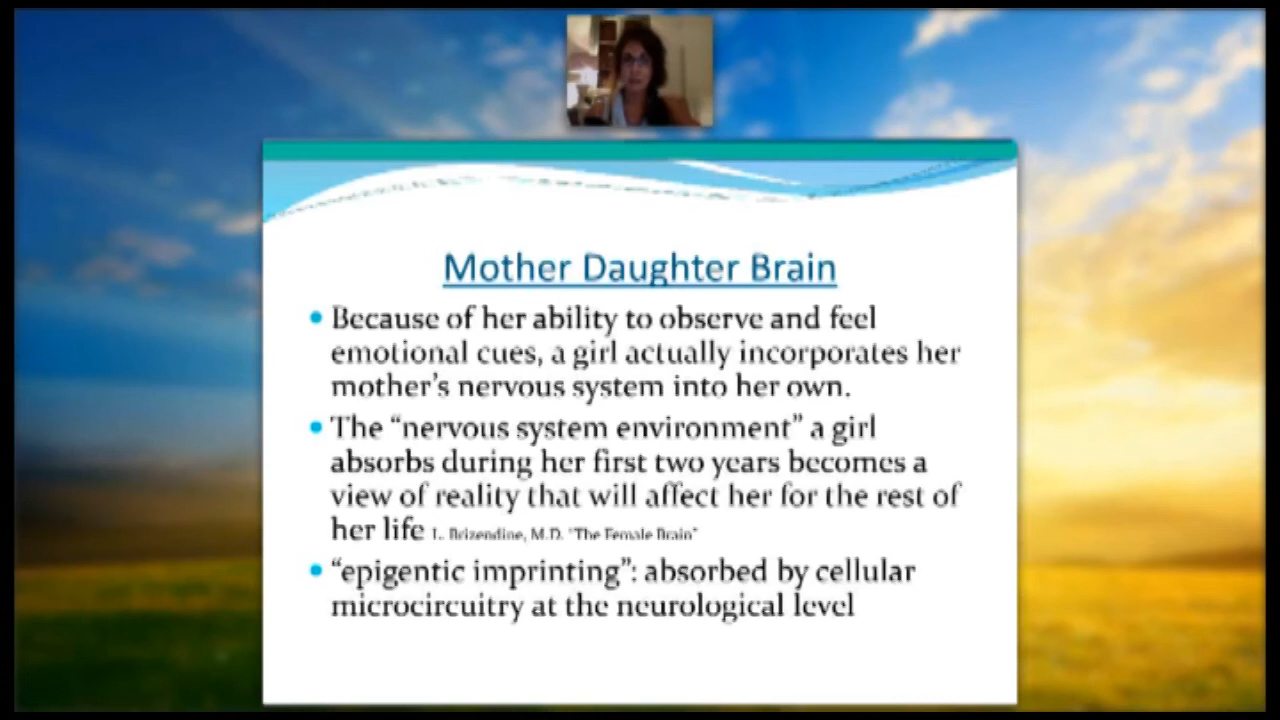 Mother Daughter Brain
• Because of her ability to observe and feel
emotional cues, a girl actually incorporates her
mother's nervous system into her own.
• The “nervous system environment” a girl
absorbs during her first two years becomes a
view of reality that will affect her for the rest of
her life L. Brizendine, M.D. "The Female Brain"
• “epigentic imprinting”: absorbed by cellular
microcircuitry at the neurological level